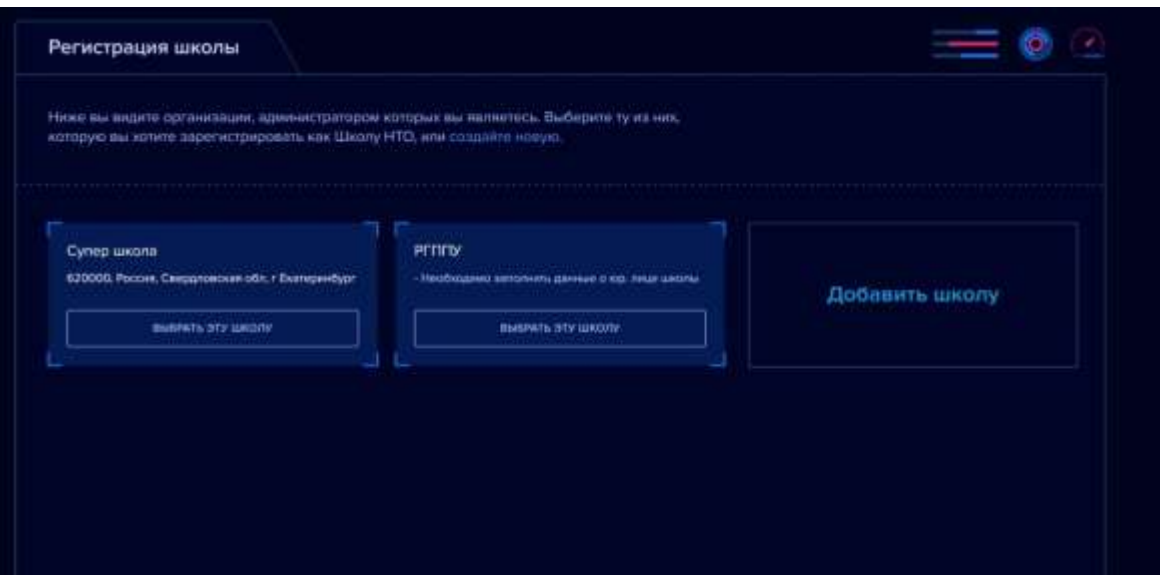 Регистрация школы
Ниже вы видите организации, администратором которых вы являетесь. Выберите ту из них,
которую вы хотите зарегистрировать как Школу НТО, или создайте новую.
Супер школа
620000, Россия, Свердловская обл, г Екатеринбург
ВЫБРАТЬ ЭТУ ШКОЛУ
РГППУ
- Необходимо заполнить данные о юр. лице школы
ВЫБРАТЬ ЭТУ ШКОЛУ
Добавить школу